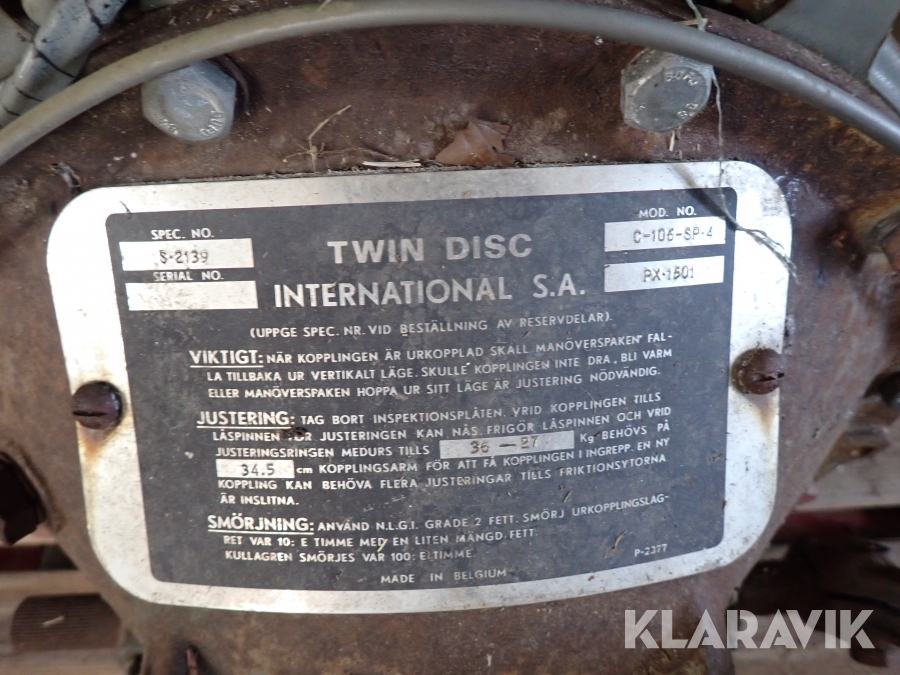 SPEC. NO.
S-2139
SERIAL NO.
TWIN DISC
INTERNATIONAL S.A.
MOD. NO.
C-106-SP-4
PX-1501
(UPPGE SPEC. NR. VID BESTÄLLNING AV RESERVDELAR).
VIKTIGT: NÄR KOPPLINGEN ÄR URKOPPLAD SKALL MANÖVERSPAKEN FAL-
LA TILLBAKA UR VERTIKALT LÄGE. SKULLE KOPPLINGEN INTE DRA, BLI VARM
ELLER MANÖVERSPAKEN HOPPA UR SITT LÄGE ÄR JUSTERING NÖDVÄNDIG.
JUSTERING: TAG BORT INSPEKTIONSPLÅTEN. VRID KOPPLINGEN TILLS
LÅSPINNEN FÖR JUSTERINGEN KAN NÅS. FRIGÖR LÅSPINNEN OCH VRID
JUSTERINGSRINGEN MEDURS TILLS 36 - 27 Kg BEHÖVS PÅ
34.5 cm KOPPLINGSARM FÖR ATT FÅ KOPPLINGEN I INGREPP. EN NY
KOPPLING KAN BEHÖVA FLERA JUSTERINGAR TILLS FRIKTIONSYTORNA
ÄR INSLITNA.
SMÖRJNING: ANVÄND N.L.G.I. GRADE 2 FETT. SMÖRJ URKOPPLINGSLAG-
RET VAR 10: E TIMME MED EN LITEN MÄNGD FETT.
KULLAGREN SMÖRJES VAR 100: E TIMME.
P-2377
MADE IN BELGIUM
KLARAVIK